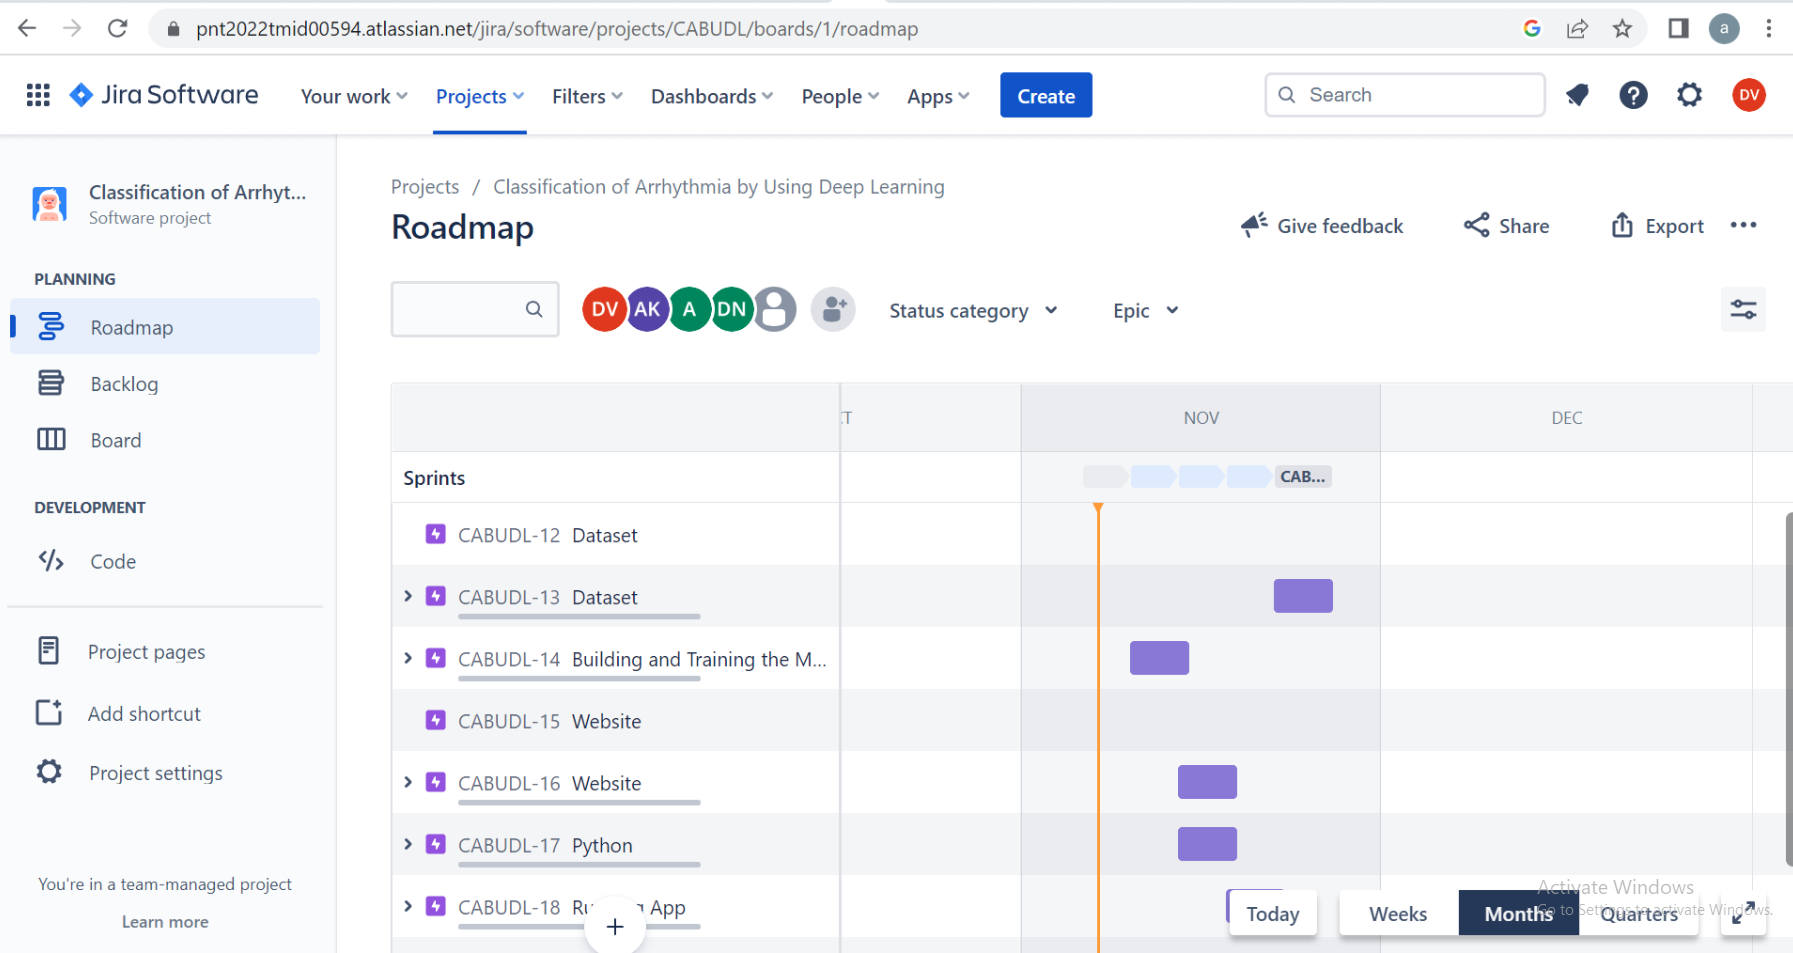 pnt2022tmid00594.atlassian.net/jira/software/projects/CABUDL/boards/1/roadmap
a
Jira Software
Your work
Projects
Filters
Dashboards
People
Apps
Create
Search
DV
Classification of Arrhyt...
Software project
PLANNING
Roadmap
Backlog
Board
DEVELOPMENT
Code
Project pages
Add shortcut
Project settings
You're in a team-managed project
Learn more
Projects / Classification of Arrhythmia by Using Deep Learning
Roadmap
Give feedback
Share
Export
DV AK A DN
Status category
Epic
NOV
DEC
Sprints
CAB...
CABUDL-12 Dataset
CABUDL-13 Dataset
CABUDL-14 Building and Training the M...
CABUDL-15 Website
CABUDL-16 Website
CABUDL-17 Python
CABUDL-18 App
Today
Weeks
Months
Quarters
Activate Windows
Go to Settings to activate Windows.